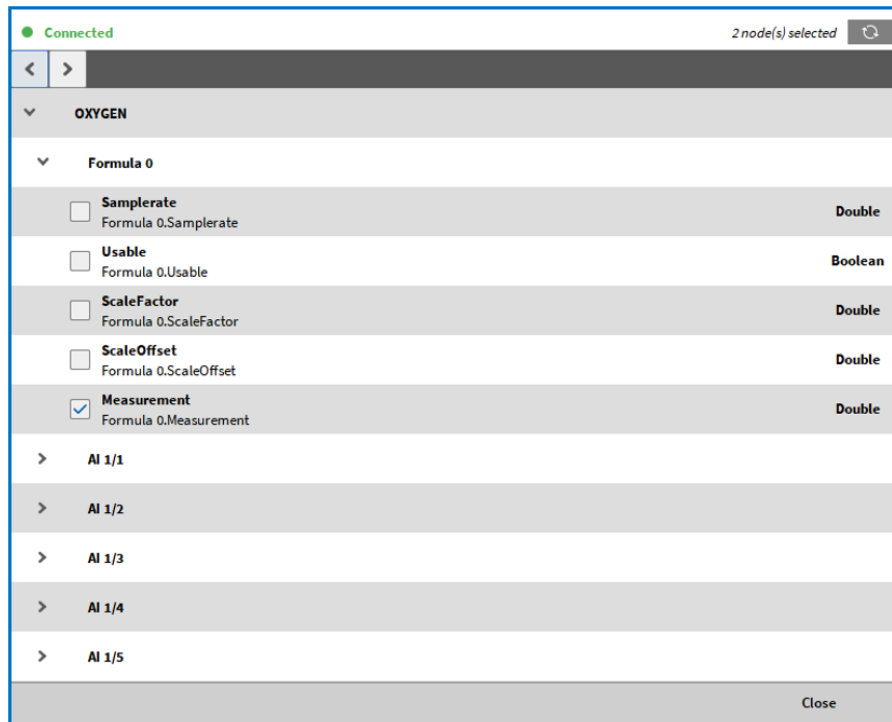 Connected
2 node(s) selected
OXYGEN
Formula 0
Samplerate
Formula 0.Samplerate
Double
Usable
Formula 0.Usable
Boolean
ScaleFactor
Formula 0.ScaleFactor
Double
ScaleOffset
Formula 0.ScaleOffset
Double
Measurement
Formula 0.Measurement
Double
AI 1/1
AI 1/2
AI 1/3
AI 1/4
AI 1/5
Close